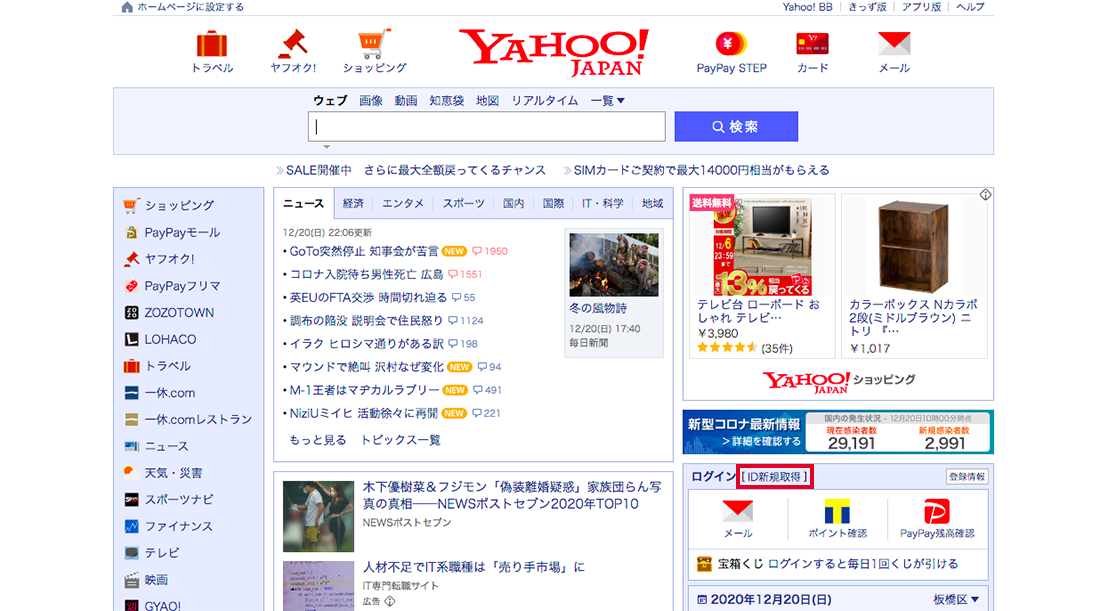 ホームページに設定する
Yahoo! BB
きっず版
アプリ版
ヘルプ
トラベル
ヤフオク!
ショッピング
YAHOO!
JAPAN
PayPay STEP
カード
メール
ウェブ 画像 動画 知恵袋 地図 リアルタイム 一覧▼
検索
SALE開催中 さらに最大全額戻ってくるチャンス
SIMカードご契約で最大14000円相当がもらえる
ショッピング
PayPayモール
ヤフオク!
PayPayフリマ
ZOZOTOWN
LOHACO
トラベル
一休.com
一休.comレストラン
ニュース
天気・災害
スポーツナビ
ファイナンス
テレビ
映画
GYAO!
ニュース 経済 エンタメ スポーツ 国内 国際 IT・科学 地域
12/20(日) 22:06更新
・GoTo突然停止 知事会が苦言 NEW 1950
・コロナ入院待ち男性死亡 広島 1551
・英EUのFTA交渉 時間切れ迫る 55
・調布の陥没 説明会で住民怒り 1124
・イラク ヒロシマ通りがある訳 198
・マウンドで絶叫 沢村なぜ変化 NEW 94
・M-1王者はマヂカルラブリー NEW 491
・NiziUミイヒ 活動徐々に再開 NEW 221
もっと見る トピックス一覧
冬の風物詩
12/20(日) 17:40
毎日新聞
木下優樹菜＆フジモン「偽装離婚疑惑」家族団らん写
真の真相――NEWSポストセブン2020年TOP10
NEWSポストセブン
人材不足でIT系職種は「売り手市場」に
IT専門転職サイト
広告
送料無料
限定
12/6
23:59
まで
13%
相当
戻ってくる
テレビ台 ローボード お
しゃれ テレビ…
¥3,980
(35件)
カラーボックス Nカラボ
2段(ミドルブラウン) ニ
トリ 『…
¥1,017
YAHOO!
JAPAN
ショッピング
新型コロナ最新情報
＞詳細を確認する
国内の発生状況 - 12月20日10時00分時点
現在感染者数
29,191
新規感染者数
2,991
ログイン [ ID新規取得 ]
登録情報
メール
ポイント確認
PayPay残高確認
宝箱くじ ログインすると毎日1回くじが引ける
2020年12月20日(日)
板橋区▼